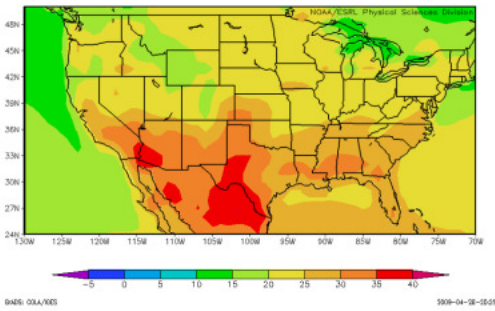 NOAA/ESRL Physical Sciences Division
48N
45N
42N
39N
36N
33N
30N
27N
24N
130W 125W 120W 115W 110W 105W 100W 95W 90W 85W 80W 75W 70W
-5 0 5 10 15 20 25 30 35 40
GrADS: COLA/IGES